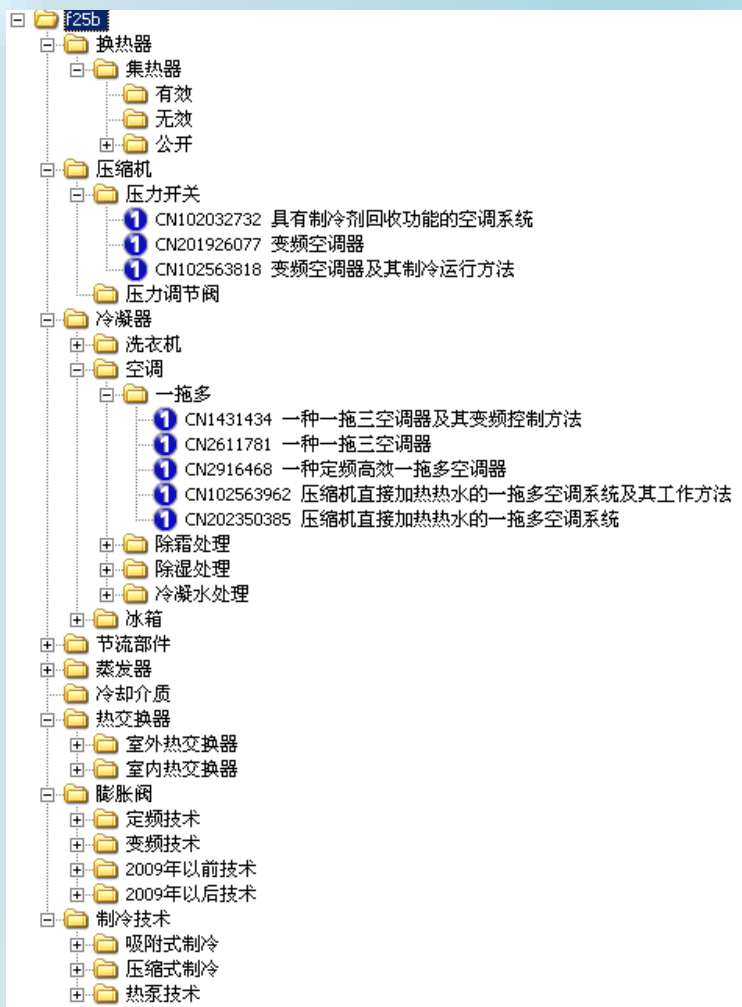 f25b
换热器
集热器
有效
无效
公开
压缩机
压力开关
CN102032732 具有制冷剂回收功能的空调系统
CN201926077 变频空调器
CN102563818 变频空调器及其制冷运行方法
压力调节阀
冷凝器
洗衣机
空调
一拖多
CN1431434 一种一拖三空调器及其变频控制方法
CN2611781 一种一拖三空调器
CN2916468 一种定频高效一拖多空调器
CN102563962 压缩机直接加热热水的一拖多空调系统及其工作方法
CN202350385 压缩机直接加热热水的一拖多空调系统
除霜处理
除湿处理
冷凝水处理
冰箱
节流部件
蒸发器
冷却介质
热交换器
室外热交换器
室内热交换器
膨胀阀
定频技术
变频技术
2009年以前技术
2009年以后技术
制冷技术
吸附式制冷
压缩式制冷
热泵技术